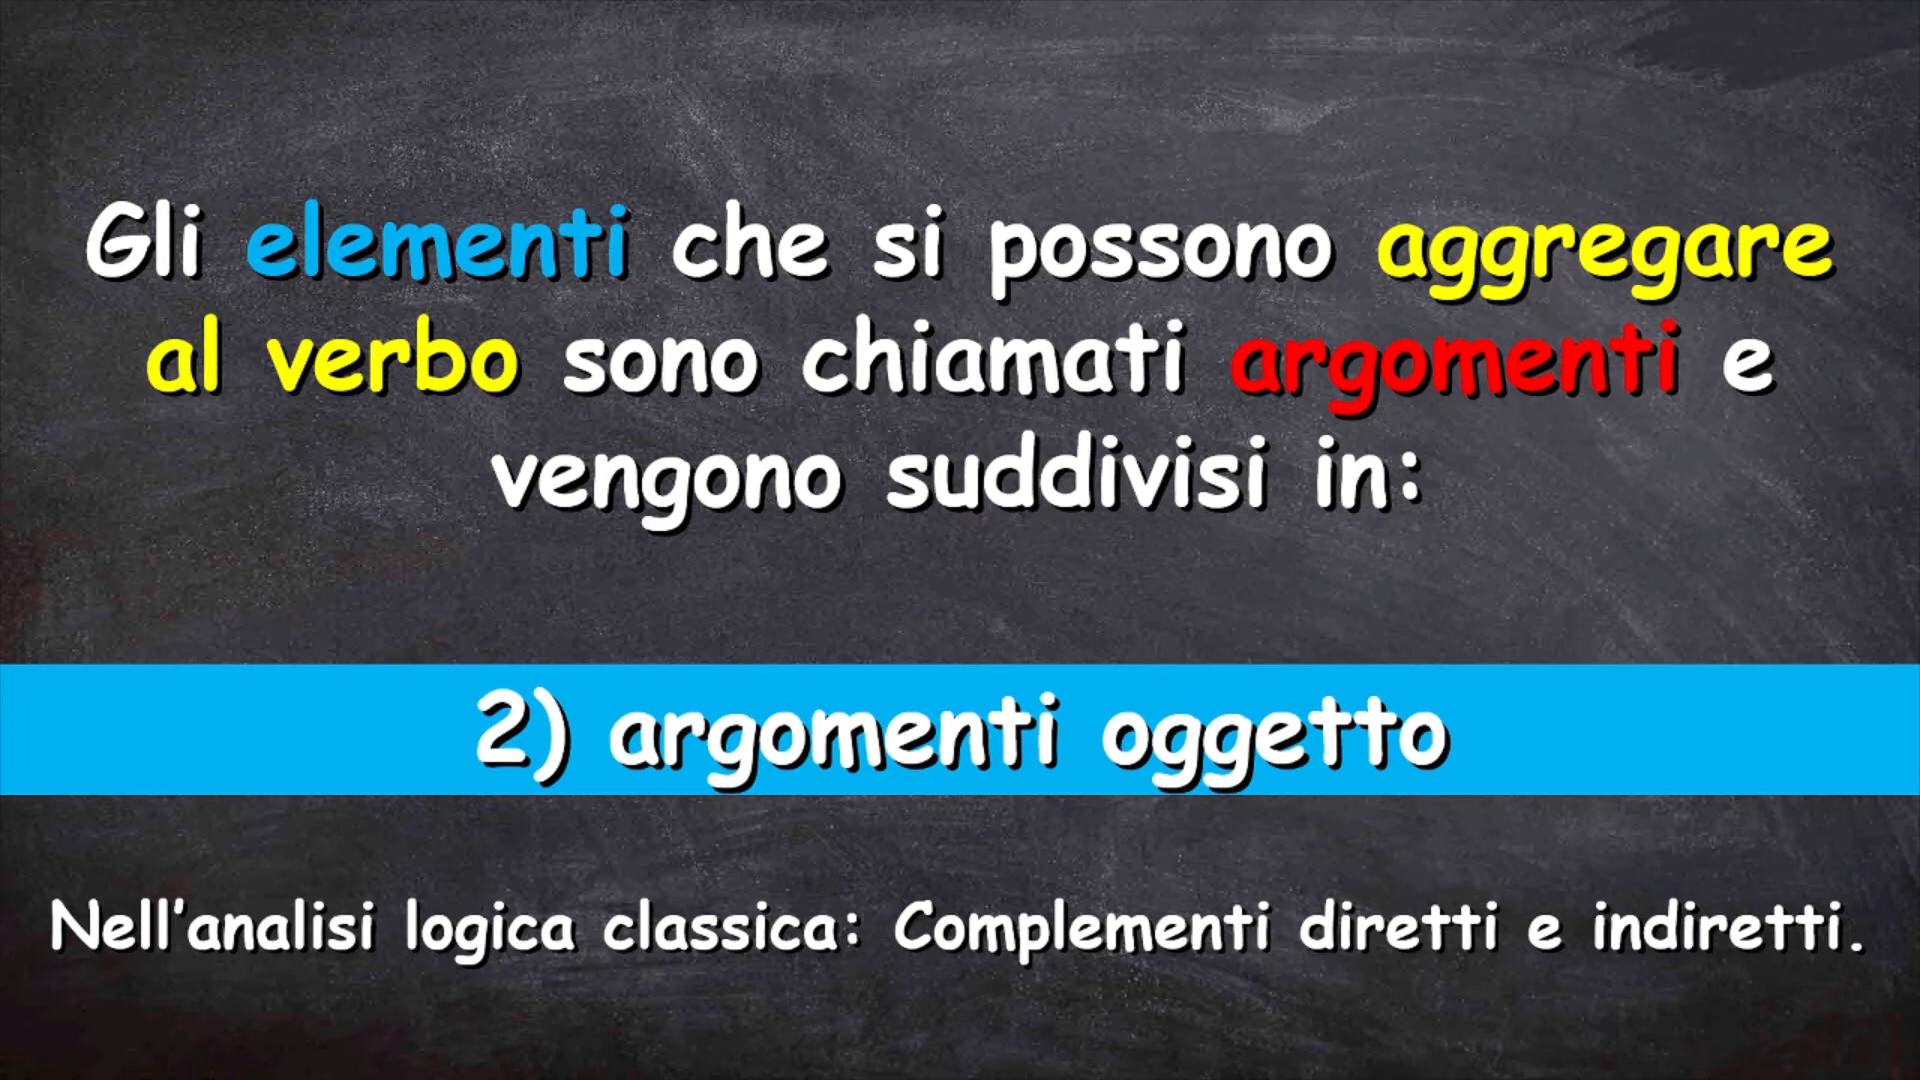 Gli elementi che si possono aggregare
al verbo sono chiamati argomenti e
vengono suddivisi in:
2) argomenti oggetto
Nell'analisi logica classica: Complementi diretti e indiretti.